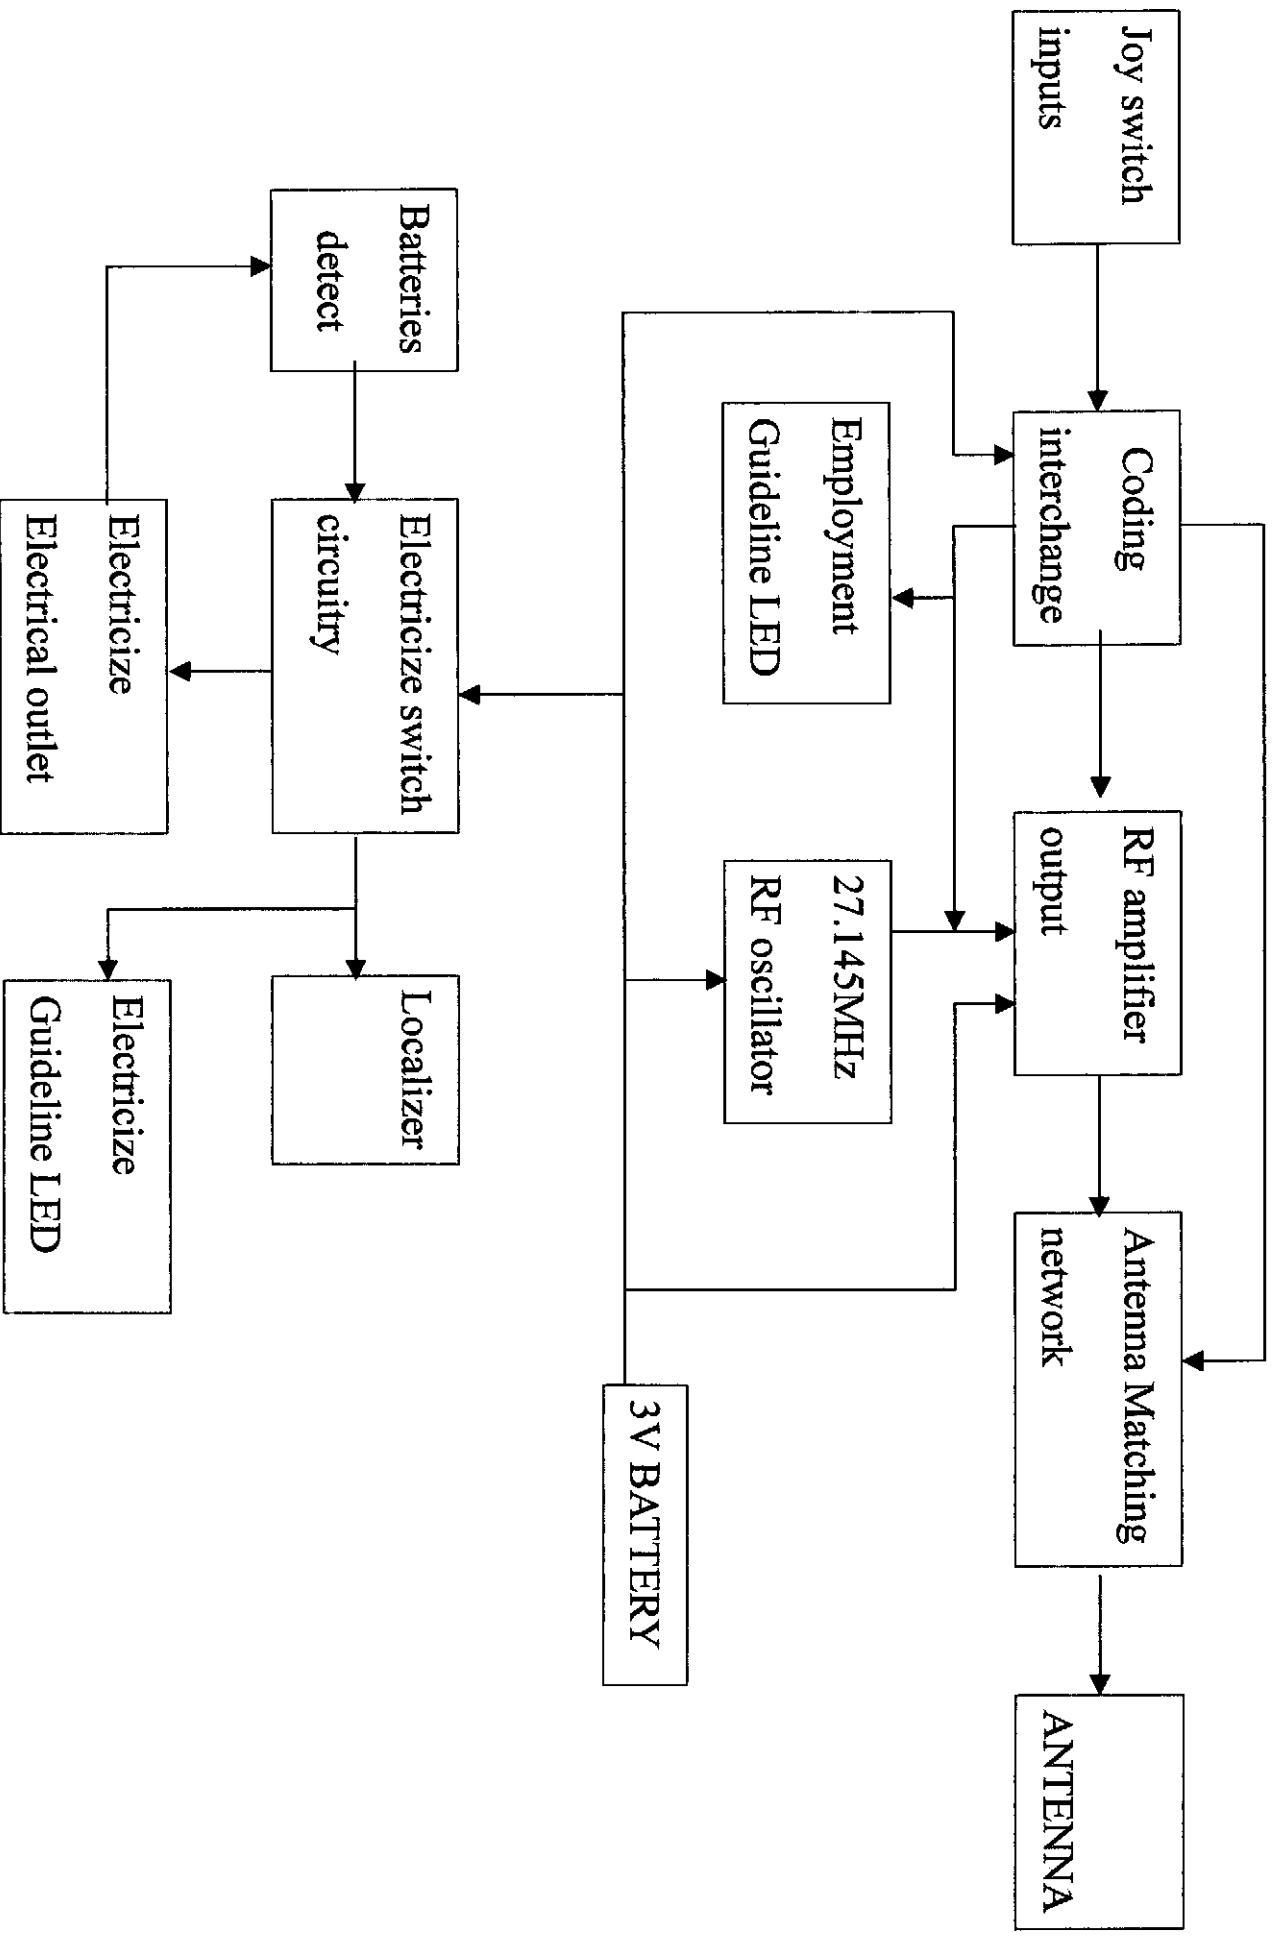 Joy switch
inputs
Coding
interchange
RF amplifier
output
Antenna Matching
network
ANTENNA
Employment
Guideline LED
27.145MHz
RF oscillator
3V BATTERY
Batteries
detect
Electricize switch
circuitry
Localizer
Electricize
Electrical outlet
Electricize
Guideline LED